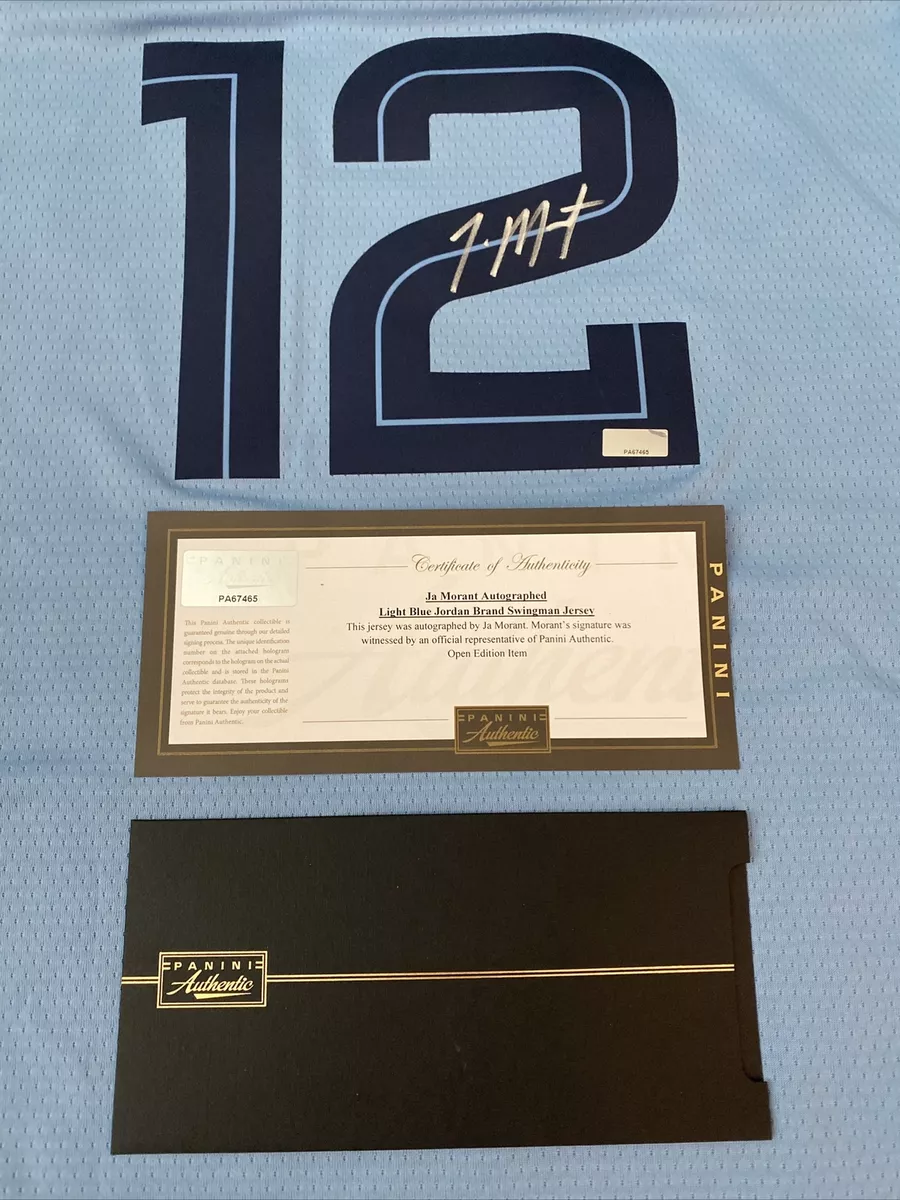 12
J. Mant
PA67465
PANINI
Authentic
PA67465
This Panini Authentic collectible is
guaranteed genuine through our detailed
signing process. The unique identification
number on the attached hologram
corresponds to the hologram on the actual
collectible and is stored in the Panini
Authentic database. These holograms
protect the integrity of the product and
serve to guarantee the authenticity of the
signature it bears. Enjoy your collectible
from Panini Authentic.
Certificate of Authenticity
Ja Morant Autographed
Light Blue Jordan Brand Swingman Jersey
This jersey was autographed by Ja Morant. Morant's signature was
witnessed by an official representative of Panini Authentic.
Open Edition Item
PANINI
Authentic
PANINI
PANINI
Authentic